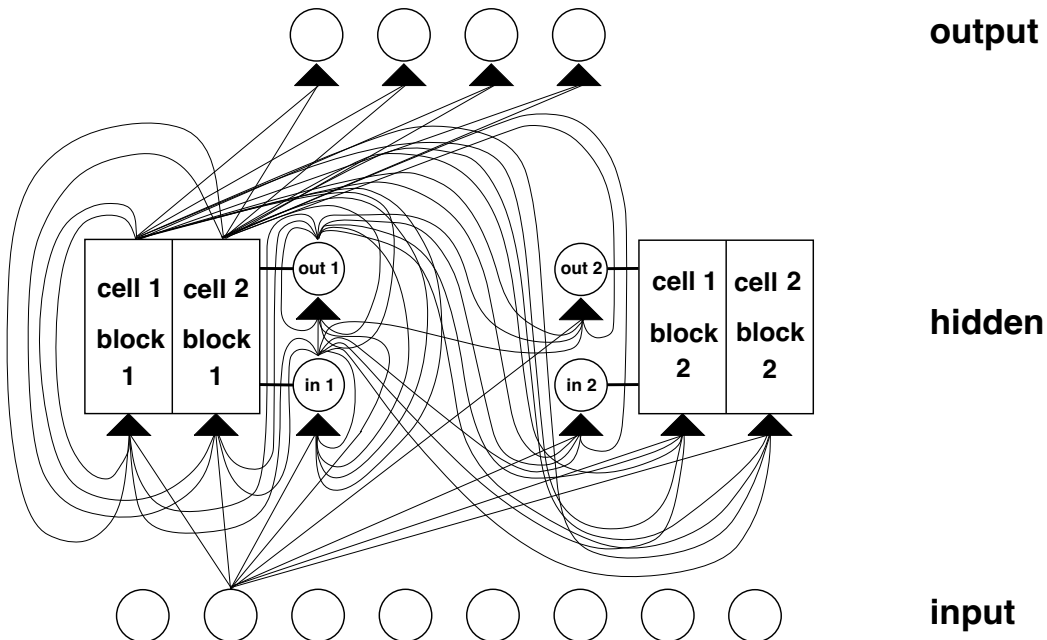 output
cell 1
block
1
cell 2
block
1
out 1
in 1
out 2
in 2
cell 1
block
2
cell 2
block
2
hidden
input